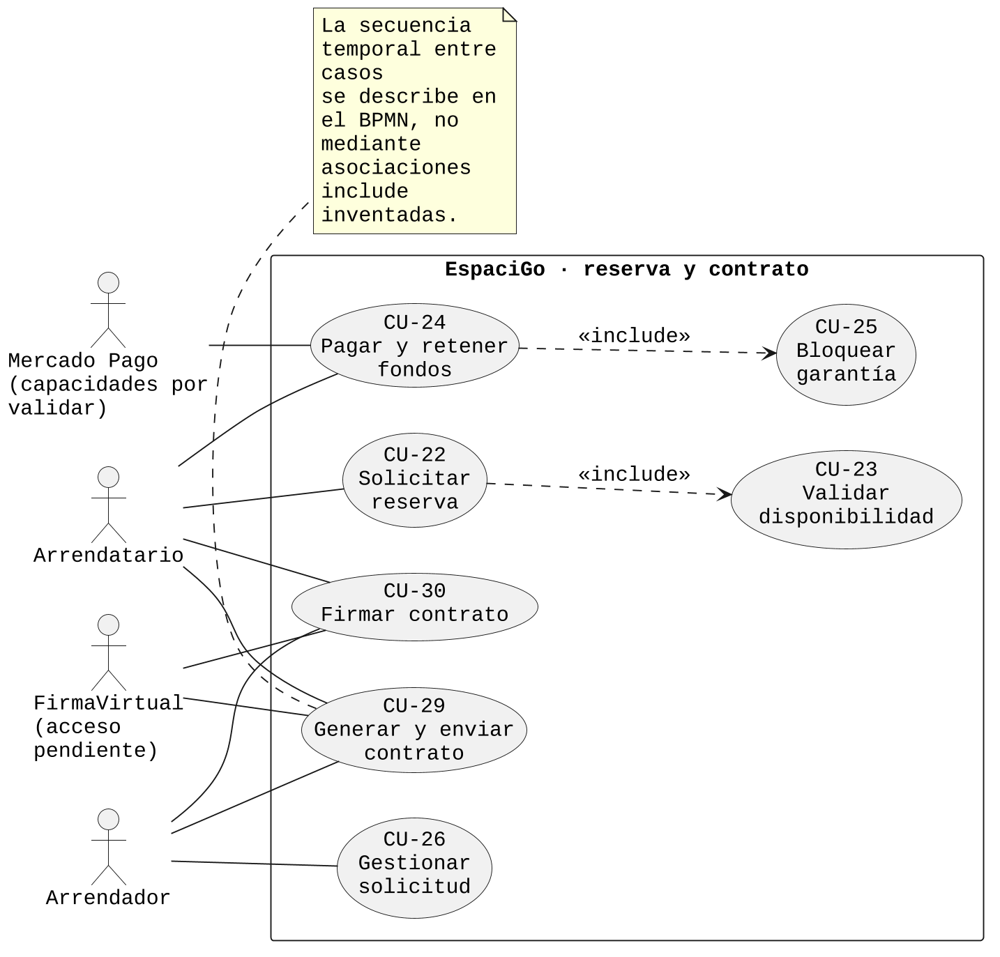 La secuencia
temporal entre
casos
se describe en
el BPMN, no
mediante
asociaciones
include
inventadas.
EspaciGo · reserva y contrato
Mercado Pago
(capacidades por
validar)
CU-24
Pagar y retener
fondos
«include»
CU-25
Bloquear
garantía
Arrendatario
CU-22
Solicitar
reserva
«include»
CU-23
Validar
disponibilidad
CU-30
Firmar contrato
FirmaVirtual
(acceso
pendiente)
CU-29
Generar y enviar
contrato
Arrendador
CU-26
Gestionar
solicitud